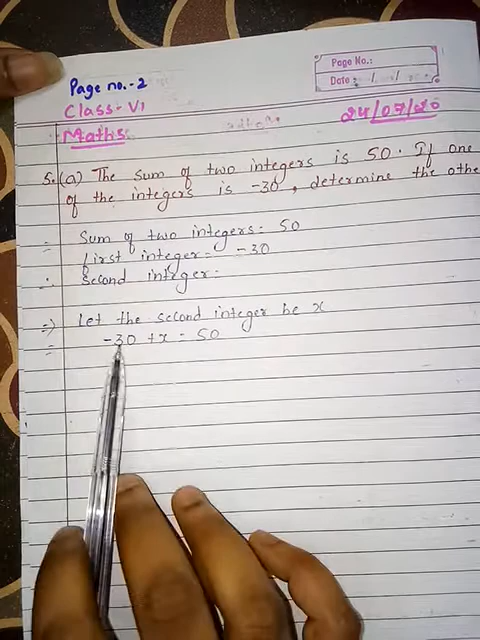 Page no.-2
Page No.:
Date: / /
Class-VI
24/07/20
Maths
5.(a) The sum of two integers is 50. If one
of the integers is -30, determine the othe
= Sum of two integers = 50
First integer = -30
∴ Second integer =
=) Let the second integer be x
= -30 + x = 50